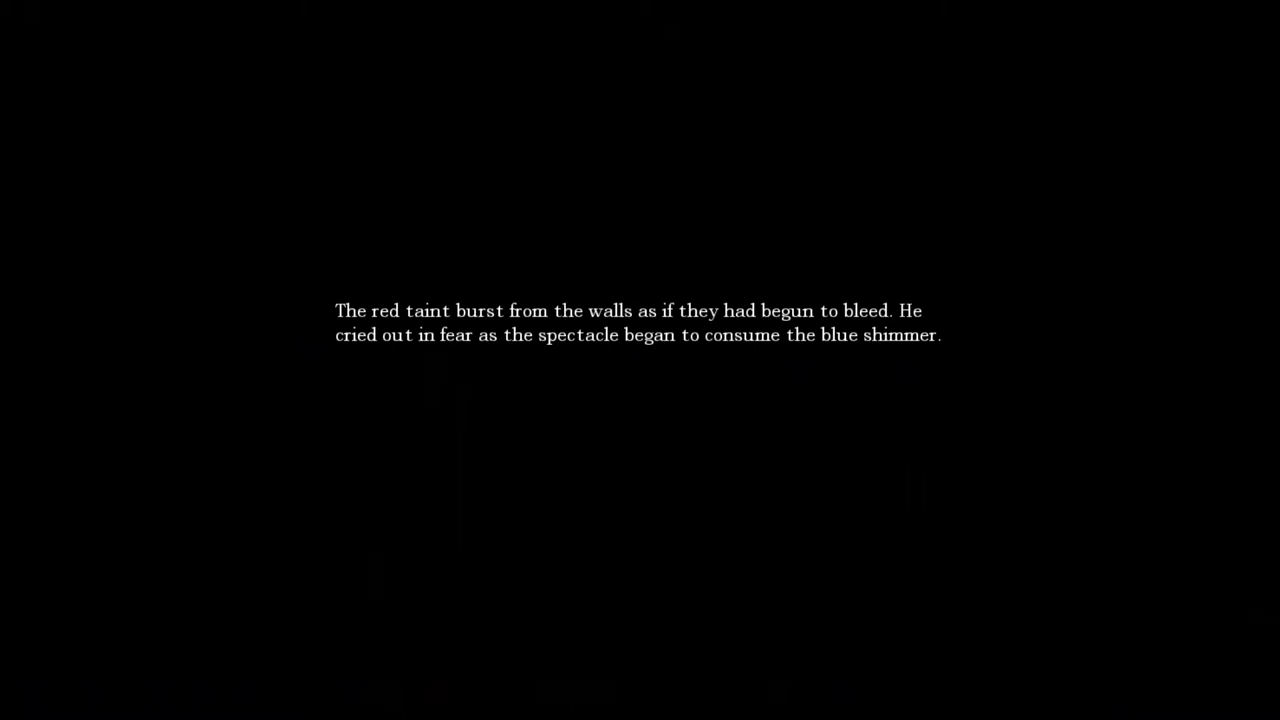 The red taint burst from the walls as if they had begun to bleed. He
cried out in fear as the spectacle began to consume the blue shimmer.